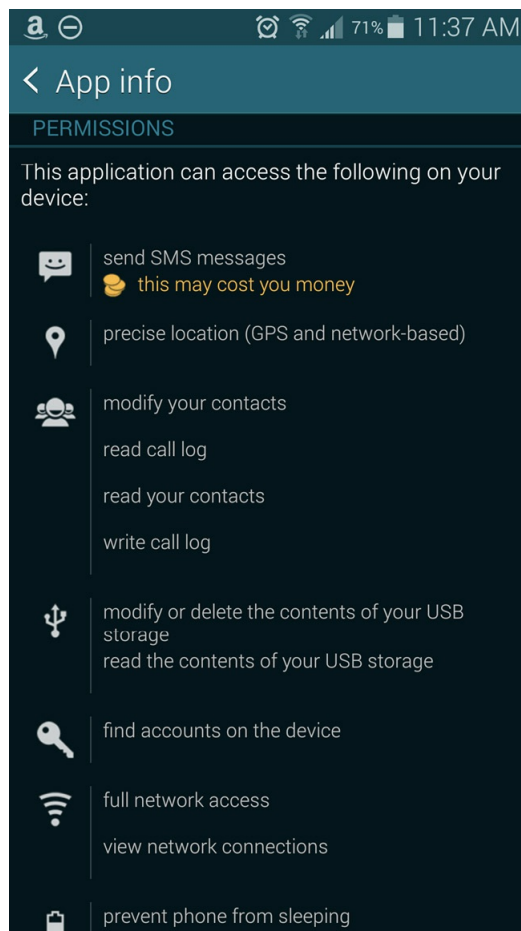 a 71% 11:37 AM
App info
PERMISSIONS
This application can access the following on your
device:
send SMS messages
this may cost you money
precise location (GPS and network-based)
modify your contacts
read call log
read your contacts
write call log
modify or delete the contents of your USB
storage
read the contents of your USB storage
find accounts on the device
full network access
view network connections
prevent phone from sleeping